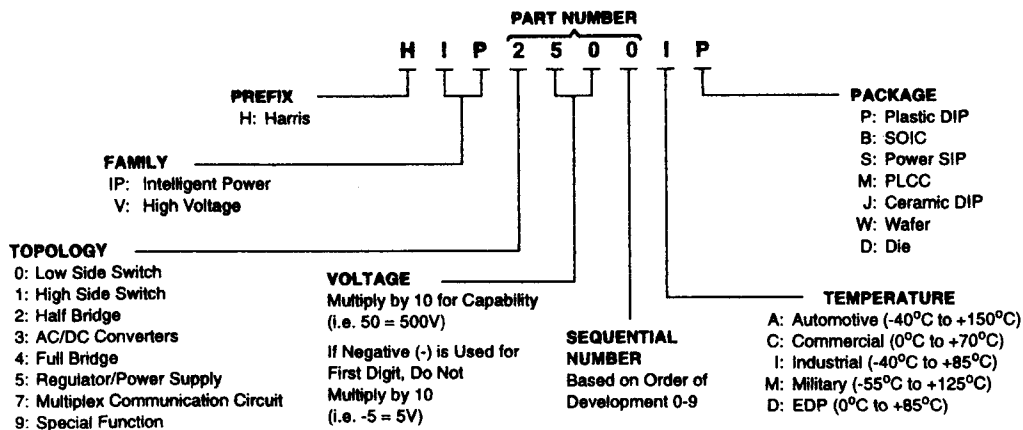 PART NUMBER
H I P 2 5 0 0 I P
PREFIX
H: Harris
FAMILY
IP: Intelligent Power
V: High Voltage
TOPOLOGY
0: Low Side Switch
1: High Side Switch
2: Half Bridge
3: AC/DC Converters
4: Full Bridge
5: Regulator/Power Supply
7: Multiplex Communication Circuit
9: Special Function
VOLTAGE
Multiply by 10 for Capability
(i.e. 50 = 500V)
If Negative (-) is Used for
First Digit, Do Not
Multiply by 10
(i.e. -5 = 5V)
SEQUENTIAL
NUMBER
Based on Order of
Development 0-9
PACKAGE
P: Plastic DIP
B: SOIC
S: Power SIP
M: PLCC
J: Ceramic DIP
W: Wafer
D: Die
TEMPERATURE
A: Automotive (-40°C to +150°C)
C: Commercial (0°C to +70°C)
I: Industrial (-40°C to +85°C)
M: Military (-55°C to +125°C)
D: EDP (0°C to +85°C)